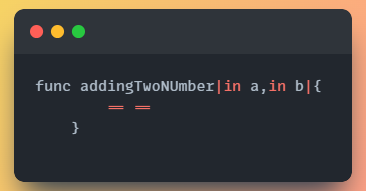 func addingTwoNUmber|in a,in b|{
== ==
}